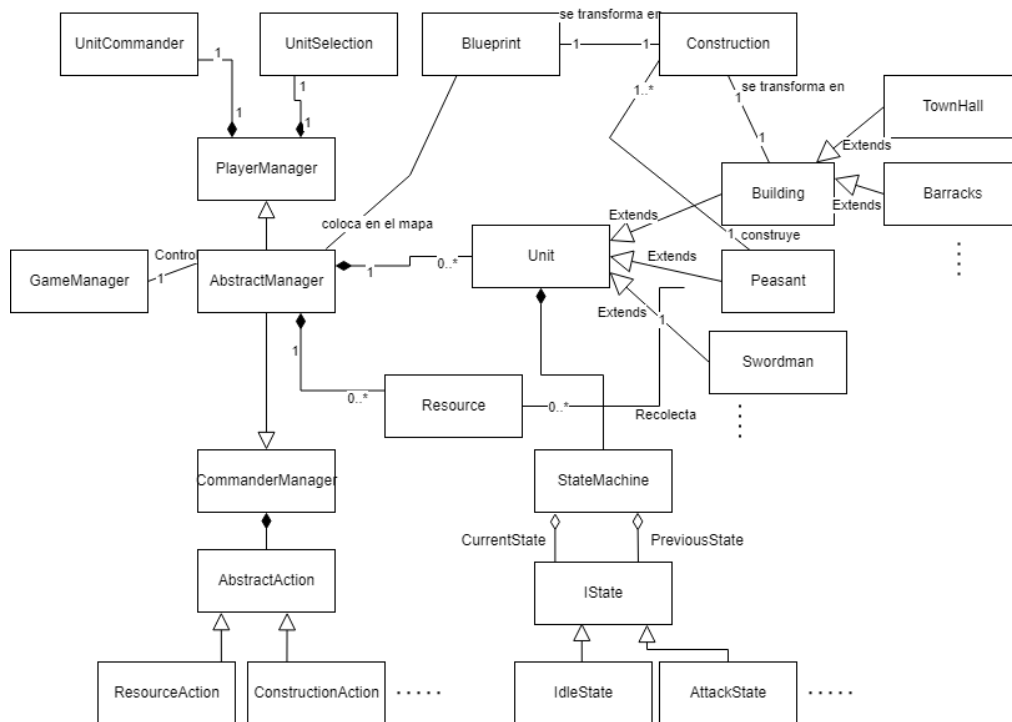 se transforma en
UnitCommander
UnitSelection
Blueprint
Construction
1
1
1
1
1
1
1..*
se transforma en
1
TownHall
Extends
PlayerManager
1
Building
Barracks
Extends
Extends
coloca en el mapa
1
construye
Control
GameManager
1
AbstractManager
1
0..*
Unit
Extends
Peasant
Extends
1
1
Swordman
0..*
Resource
0..*
Recolecta
CommanderManager
StateMachine
CurrentState
PreviousState
AbstractAction
IState
ResourceAction
ConstructionAction
IdleState
AttackState